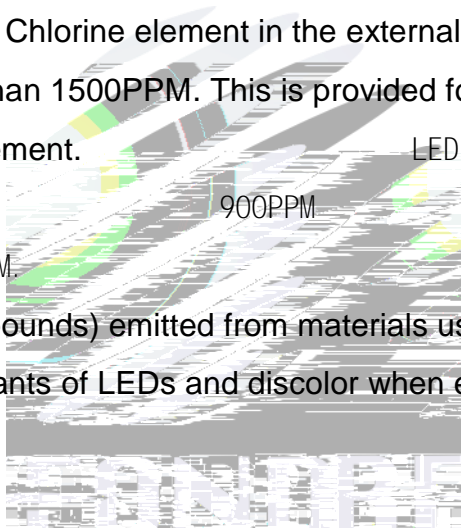 Chlorine element in the external
han 1500PPM. This is provided fo
ement. LED
900PPM
M.
ounds) emitted from materials us
ants of LEDs and discolor when e